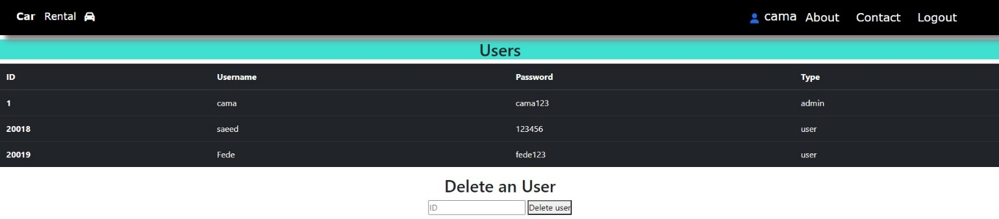 Car Rental cama About Contact Logout
Users
ID Username Password Type
1 cama cama123 admin
20018 saeed 123456 user
20019 Fede fede123 user
Delete an User
ID Delete user